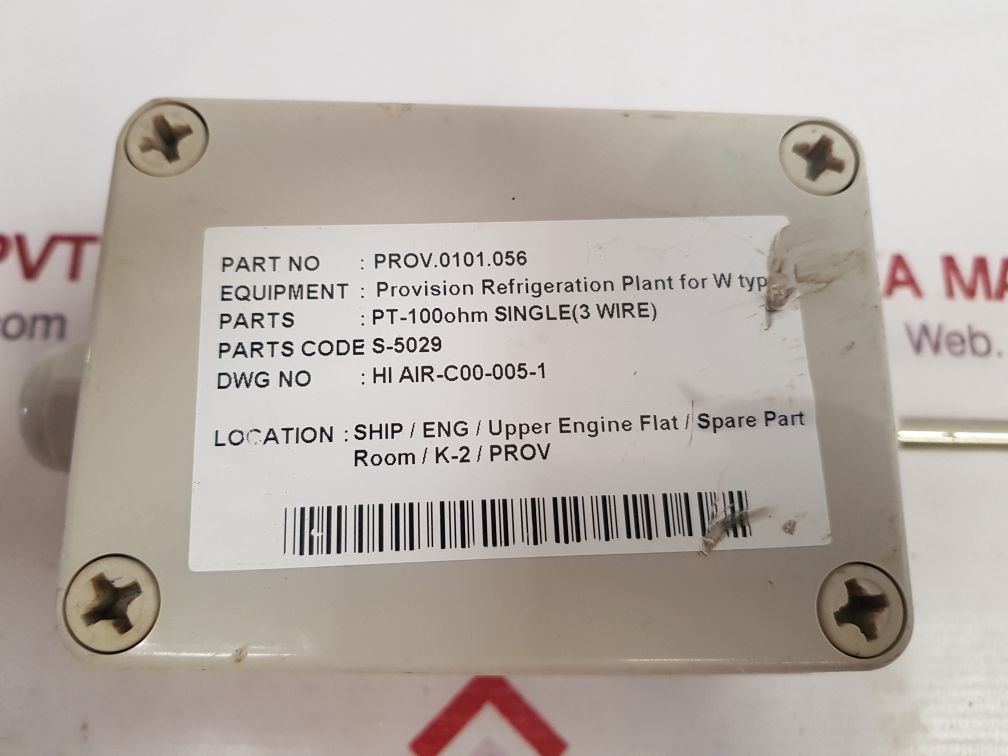 PART NO : PROV.0101.056
EQUIPMENT : Provision Refrigeration Plant for W typ
PARTS : PT-100ohm SINGLE(3 WIRE)
PARTS CODE S-5029
DWG NO : HI AIR-C00-005-1
LOCATION : SHIP / ENG / Upper Engine Flat / Spare Part
Room / K-2 / PROV
PVT
com
A MA
Web.